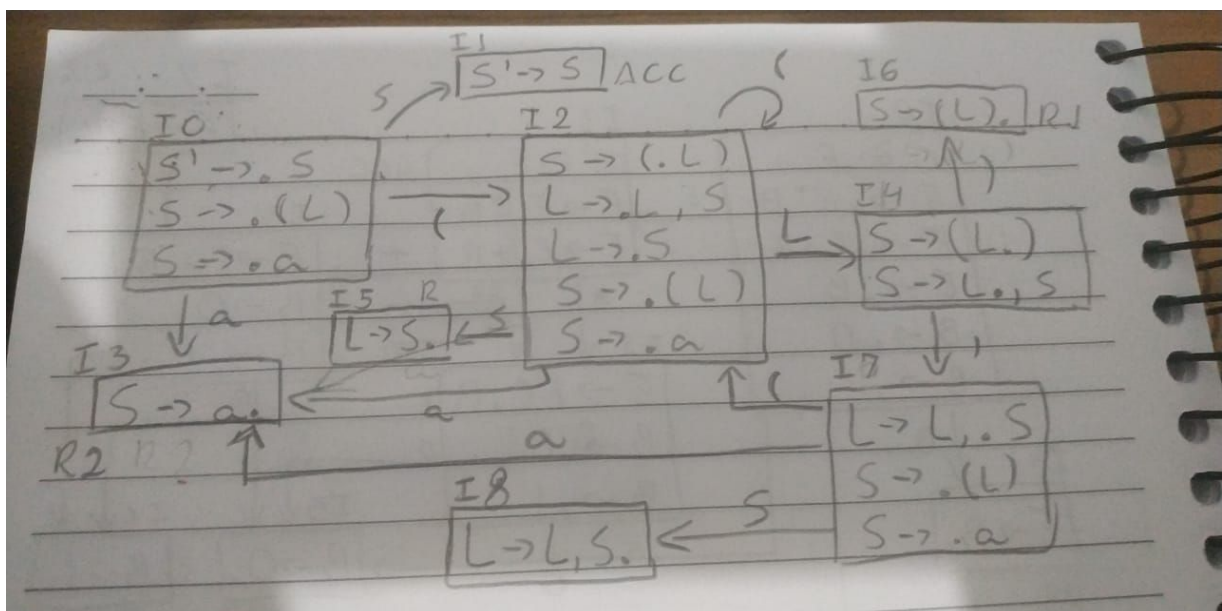 I1
S' -> S ACC
S
(
I6
S -> (L). R1
I0
S' -> . S
S -> . (L)
S -> . a
(
I2
S -> (. L)
L -> . L , S
L -> . S
S -> . (L)
S -> . a
)
L
I4
S -> (L . )
S -> L . , S
a
I5 R
L -> S .
S
,
I3
S -> a .
R2
a
(
a
I7
L -> L , . S
S -> . (L)
S -> . a
I8
L -> L , S .
S